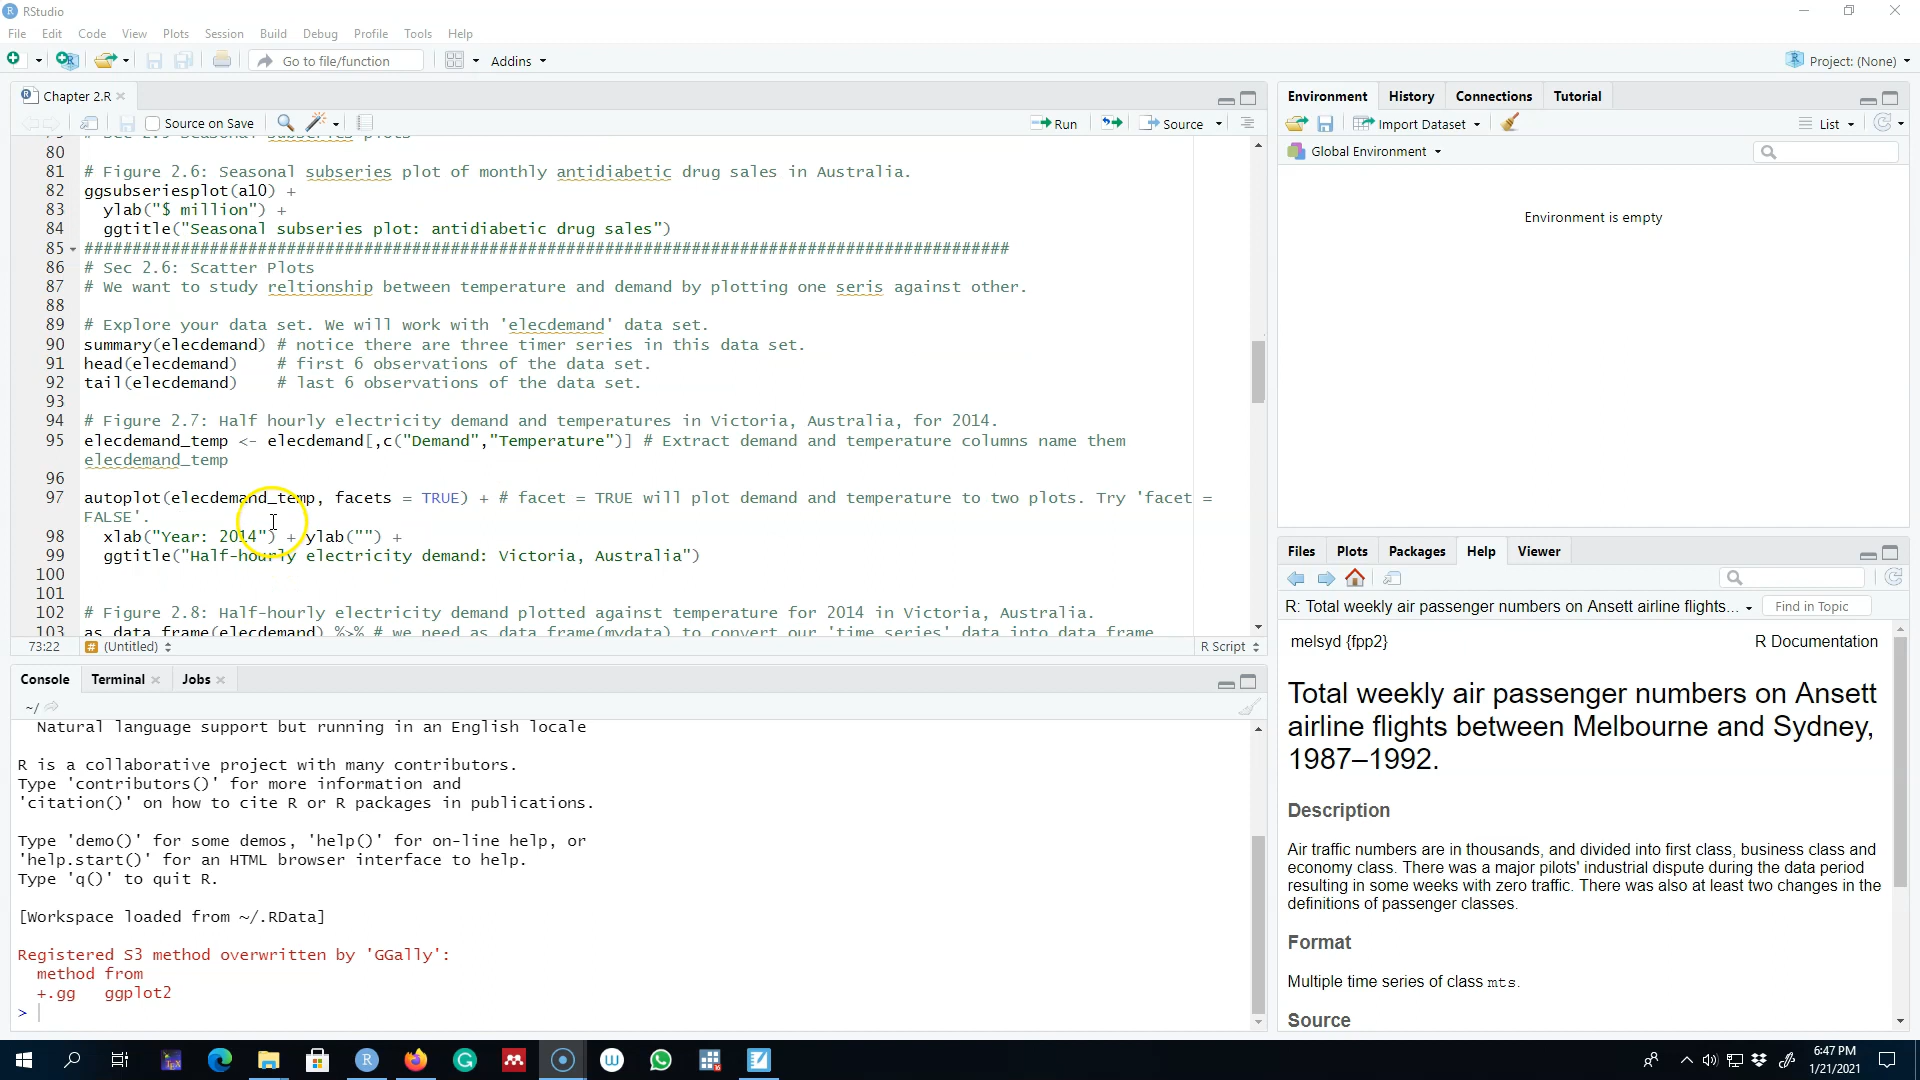 RStudio
File Edit Code View Plots Session Build Debug Profile Tools Help
Go to file/function Addins Project: (None)
Chapter 2.R
Source on Save Run Source
80
81 # Figure 2.6: Seasonal subseries plot of monthly antidiabetic drug sales in Australia.
82 ggsubseriesplot(a10) +
83 ylab("$ million") +
84 ggtitle("Seasonal subseries plot: antidiabetic drug sales")
85 ################################################################################################
86 # Sec 2.6: Scatter Plots
87 # We want to study reltionship between temperature and demand by plotting one seris against other.
88
89 # Explore your data set. We will work with 'elecdemand' data set.
90 summary(elecdemand) # notice there are three timer series in this data set.
91 head(elecdemand) # first 6 observations of the data set.
92 tail(elecdemand) # last 6 observations of the data set.
93
94 # Figure 2.7: Half hourly electricity demand and temperatures in Victoria, Australia, for 2014.
95 elecdemand_temp <- elecdemand[,c("Demand","Temperature")] # Extract demand and temperature columns name them
elecdemand_temp
96
97 autoplot(elecdemand_temp, facets = TRUE) + # facet = TRUE will plot demand and temperature to two plots. Try 'facet =
FALSE'.
98 xlab("Year: 2014") + ylab("") +
99 ggtitle("Half-hourly electricity demand: Victoria, Australia")
100
101
102 # Figure 2.8: Half-hourly electricity demand plotted against temperature for 2014 in Victoria, Australia.
103 as.data.frame(elecdemand) %>% # we need as.data.frame(mydata) to convert our 'time series' data into data frame
73:22 (Untitled) R Script
Console Terminal Jobs
~/
Natural language support but running in an English locale
R is a collaborative project with many contributors.
Type 'contributors()' for more information and
'citation()' on how to cite R or R packages in publications.
Type 'demo()' for some demos, 'help()' for on-line help, or
'help.start()' for an HTML browser interface to help.
Type 'q()' to quit R.
[Workspace loaded from ~/.RData]
Registered S3 method overwritten by 'GGally':
method from
+.gg ggplot2
>
Environment History Connections Tutorial
Import Dataset List
Global Environment
Environment is empty
Files Plots Packages Help Viewer
R: Total weekly air passenger numbers on Ansett airline flights... Find in Topic
melsyd {fpp2} R Documentation
Total weekly air passenger numbers on Ansett
airline flights between Melbourne and Sydney,
1987–1992.
Description
Air traffic numbers are in thousands, and divided into first class, business class and
economy class. There was a major pilots' industrial dispute during the data period
resulting in some weeks with zero traffic. There was also at least two changes in the
definitions of passenger classes.
Format
Multiple time series of class mts.
Source
6:47 PM
1/21/2021